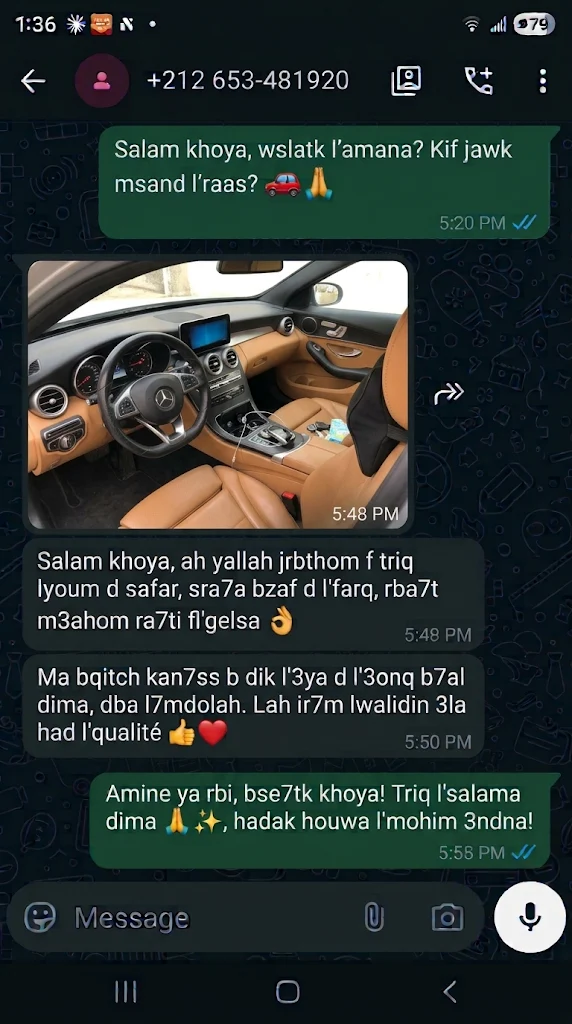 1:36
79
+212 653-481920
Salam khoya, wslatk l’amana? Kif jawk
msand l’raas? 🚗🙏
5:20 PM
5:48 PM
Salam khoya, ah yallah jrbthom f triq
lyoum d safar, sra7a bzaf d l'farq, rba7t
m3ahom ra7ti fl'gelsa 👌
5:48 PM
Ma bqitch kan7ss b dik l'3ya d l'3onq b7al
dima, dba l7mdolah. Lah ir7m lwalidin 3la
had l'qualité 👍❤️
5:50 PM
Amine ya rbi, bse7tk khoya! Triq l'salama
dima 🙏✨, hadak houwa l'mohim 3ndna!
5:58 PM
Message